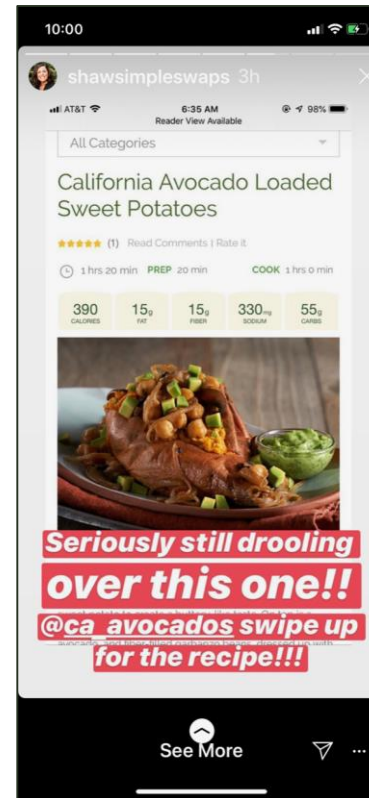 10:00
shawsimpleswaps 3h
AT&T 6:35 AM 98%
Reader View Available
All Categories
California Avocado Loaded
Sweet Potatoes
(1) Read Comments | Rate it
1 hrs 20 min PREP 20 min COOK 1 hrs 0 min
390 15g 15g 330mg 55g
CALORIES FAT FIBER SODIUM CARBS
Seriously still drooling
over this one!!
@ca_avocados swipe up
for the recipe!!!
See More